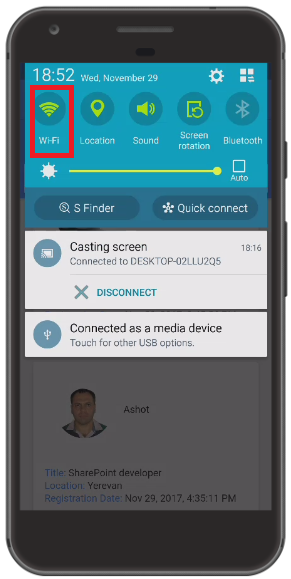 18:52 Wed, November 29
Wi-Fi Location Sound Screen rotation Bluetooth
Auto
S Finder Quick connect
Casting screen 18:16
Connected to DESKTOP-02LLU2Q5
DISCONNECT
Connected as a media device
Touch for other USB options.
Ashot
Title: SharePoint developer
Location: Yerevan
Registration Date: Nov 29, 2017, 4:35:11 PM